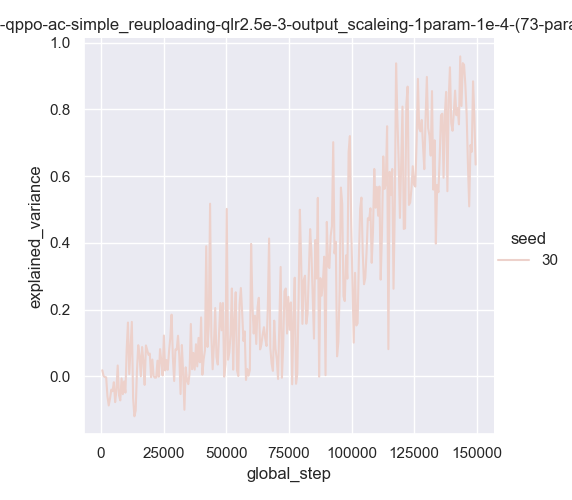 -qppo-ac-simple_reuploading-qlr2.5e-3-output_scaleing-1param-1e-4-(73-para
1.0
0.8
0.6
0.4
0.2
0.0
explained_variance
0 25000 50000 75000 100000 125000 150000
global_step
seed
30